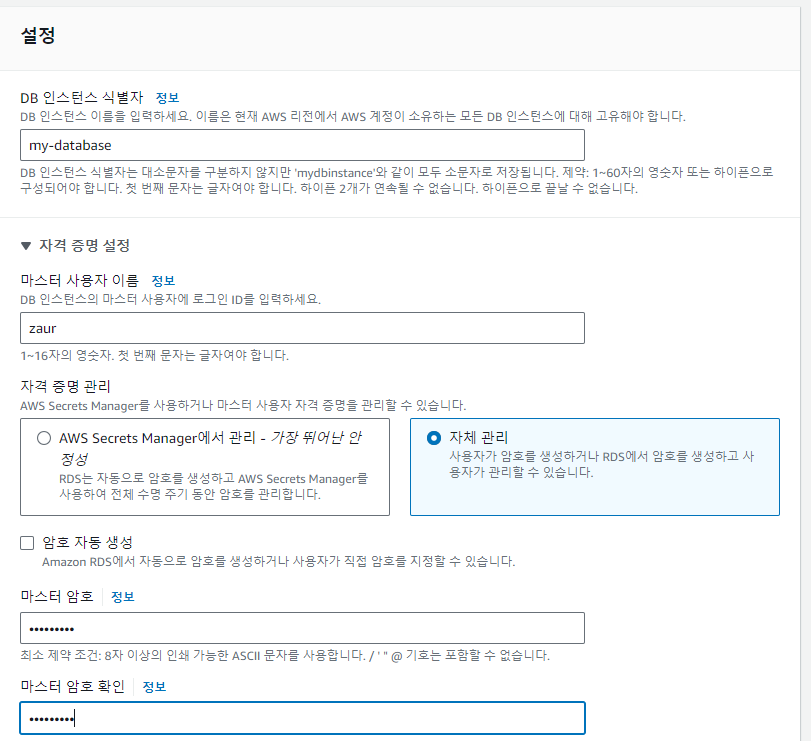 설정
DB 인스턴스 식별자 정보
DB 인스턴스 이름을 입력하세요. 이름은 현재 AWS 리전에서 AWS 계정이 소유하는 모든 DB 인스턴스에 대해 고유해야 합니다.
my-database
DB 인스턴스 식별자는 대소문자를 구분하지 않지만 'mydbinstance'와 같이 모두 소문자로 저장됩니다. 제약: 1~60자의 영숫자 또는 하이픈으로
구성되어야 합니다. 첫 번째 문자는 글자여야 합니다. 하이픈 2개가 연속될 수 없습니다. 하이픈으로 끝날 수 없습니다.
▼ 자격 증명 설정
마스터 사용자 이름 정보
DB 인스턴스의 마스터 사용자에 로그인 ID를 입력하세요.
zaur
1~16자의 영숫자. 첫 번째 문자는 글자여야 합니다.
자격 증명 관리
AWS Secrets Manager를 사용하거나 마스터 사용자 자격 증명을 관리할 수 있습니다.
AWS Secrets Manager에서 관리 - 가장 뛰어난 안
정성
RDS는 자동으로 암호를 생성하고 AWS Secrets Manager를
사용하여 전체 수명 주기 동안 암호를 관리합니다.
자체 관리
사용자가 암호를 생성하거나 RDS에서 암호를 생성하고 사
용자가 관리할 수 있습니다.
암호 자동 생성
Amazon RDS에서 자동으로 암호를 생성하거나 사용자가 직접 암호를 지정할 수 있습니다.
마스터 암호 정보
•••••••••
최소 제약 조건: 8자 이상의 인쇄 가능한 ASCII 문자를 사용합니다. / ' " @ 기호는 포함할 수 없습니다.
마스터 암호 확인 정보
•••••••••